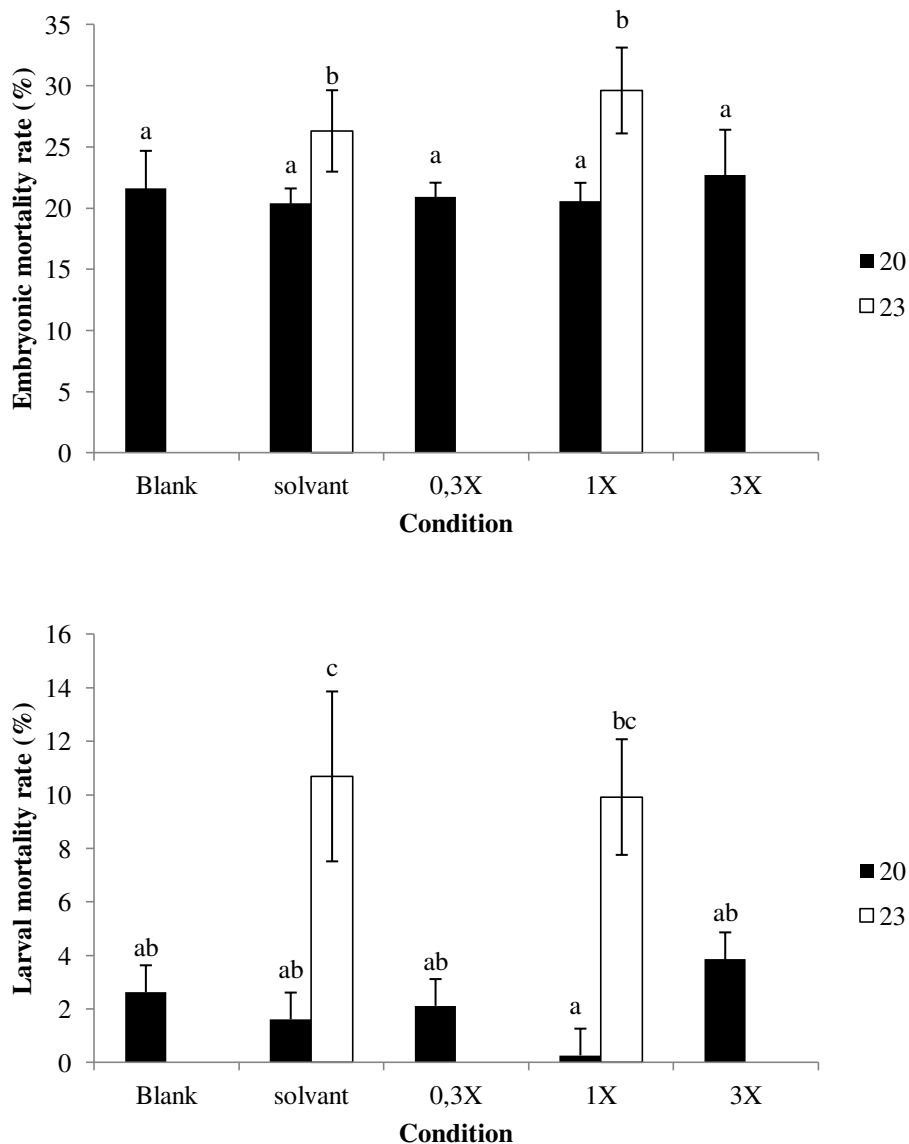 Embryonic mortality rate (%)
35
30
25
20
15
10
5
0
a
a
b
a
a
b
a
Blank
solvant
0,3X
1X
3X
Condition
20
23
Larval mortality rate (%)
16
14
12
10
8
6
4
2
0
ab
ab
c
ab
a
bc
ab
Blank
solvant
0,3X
1X
3X
Condition
20
23